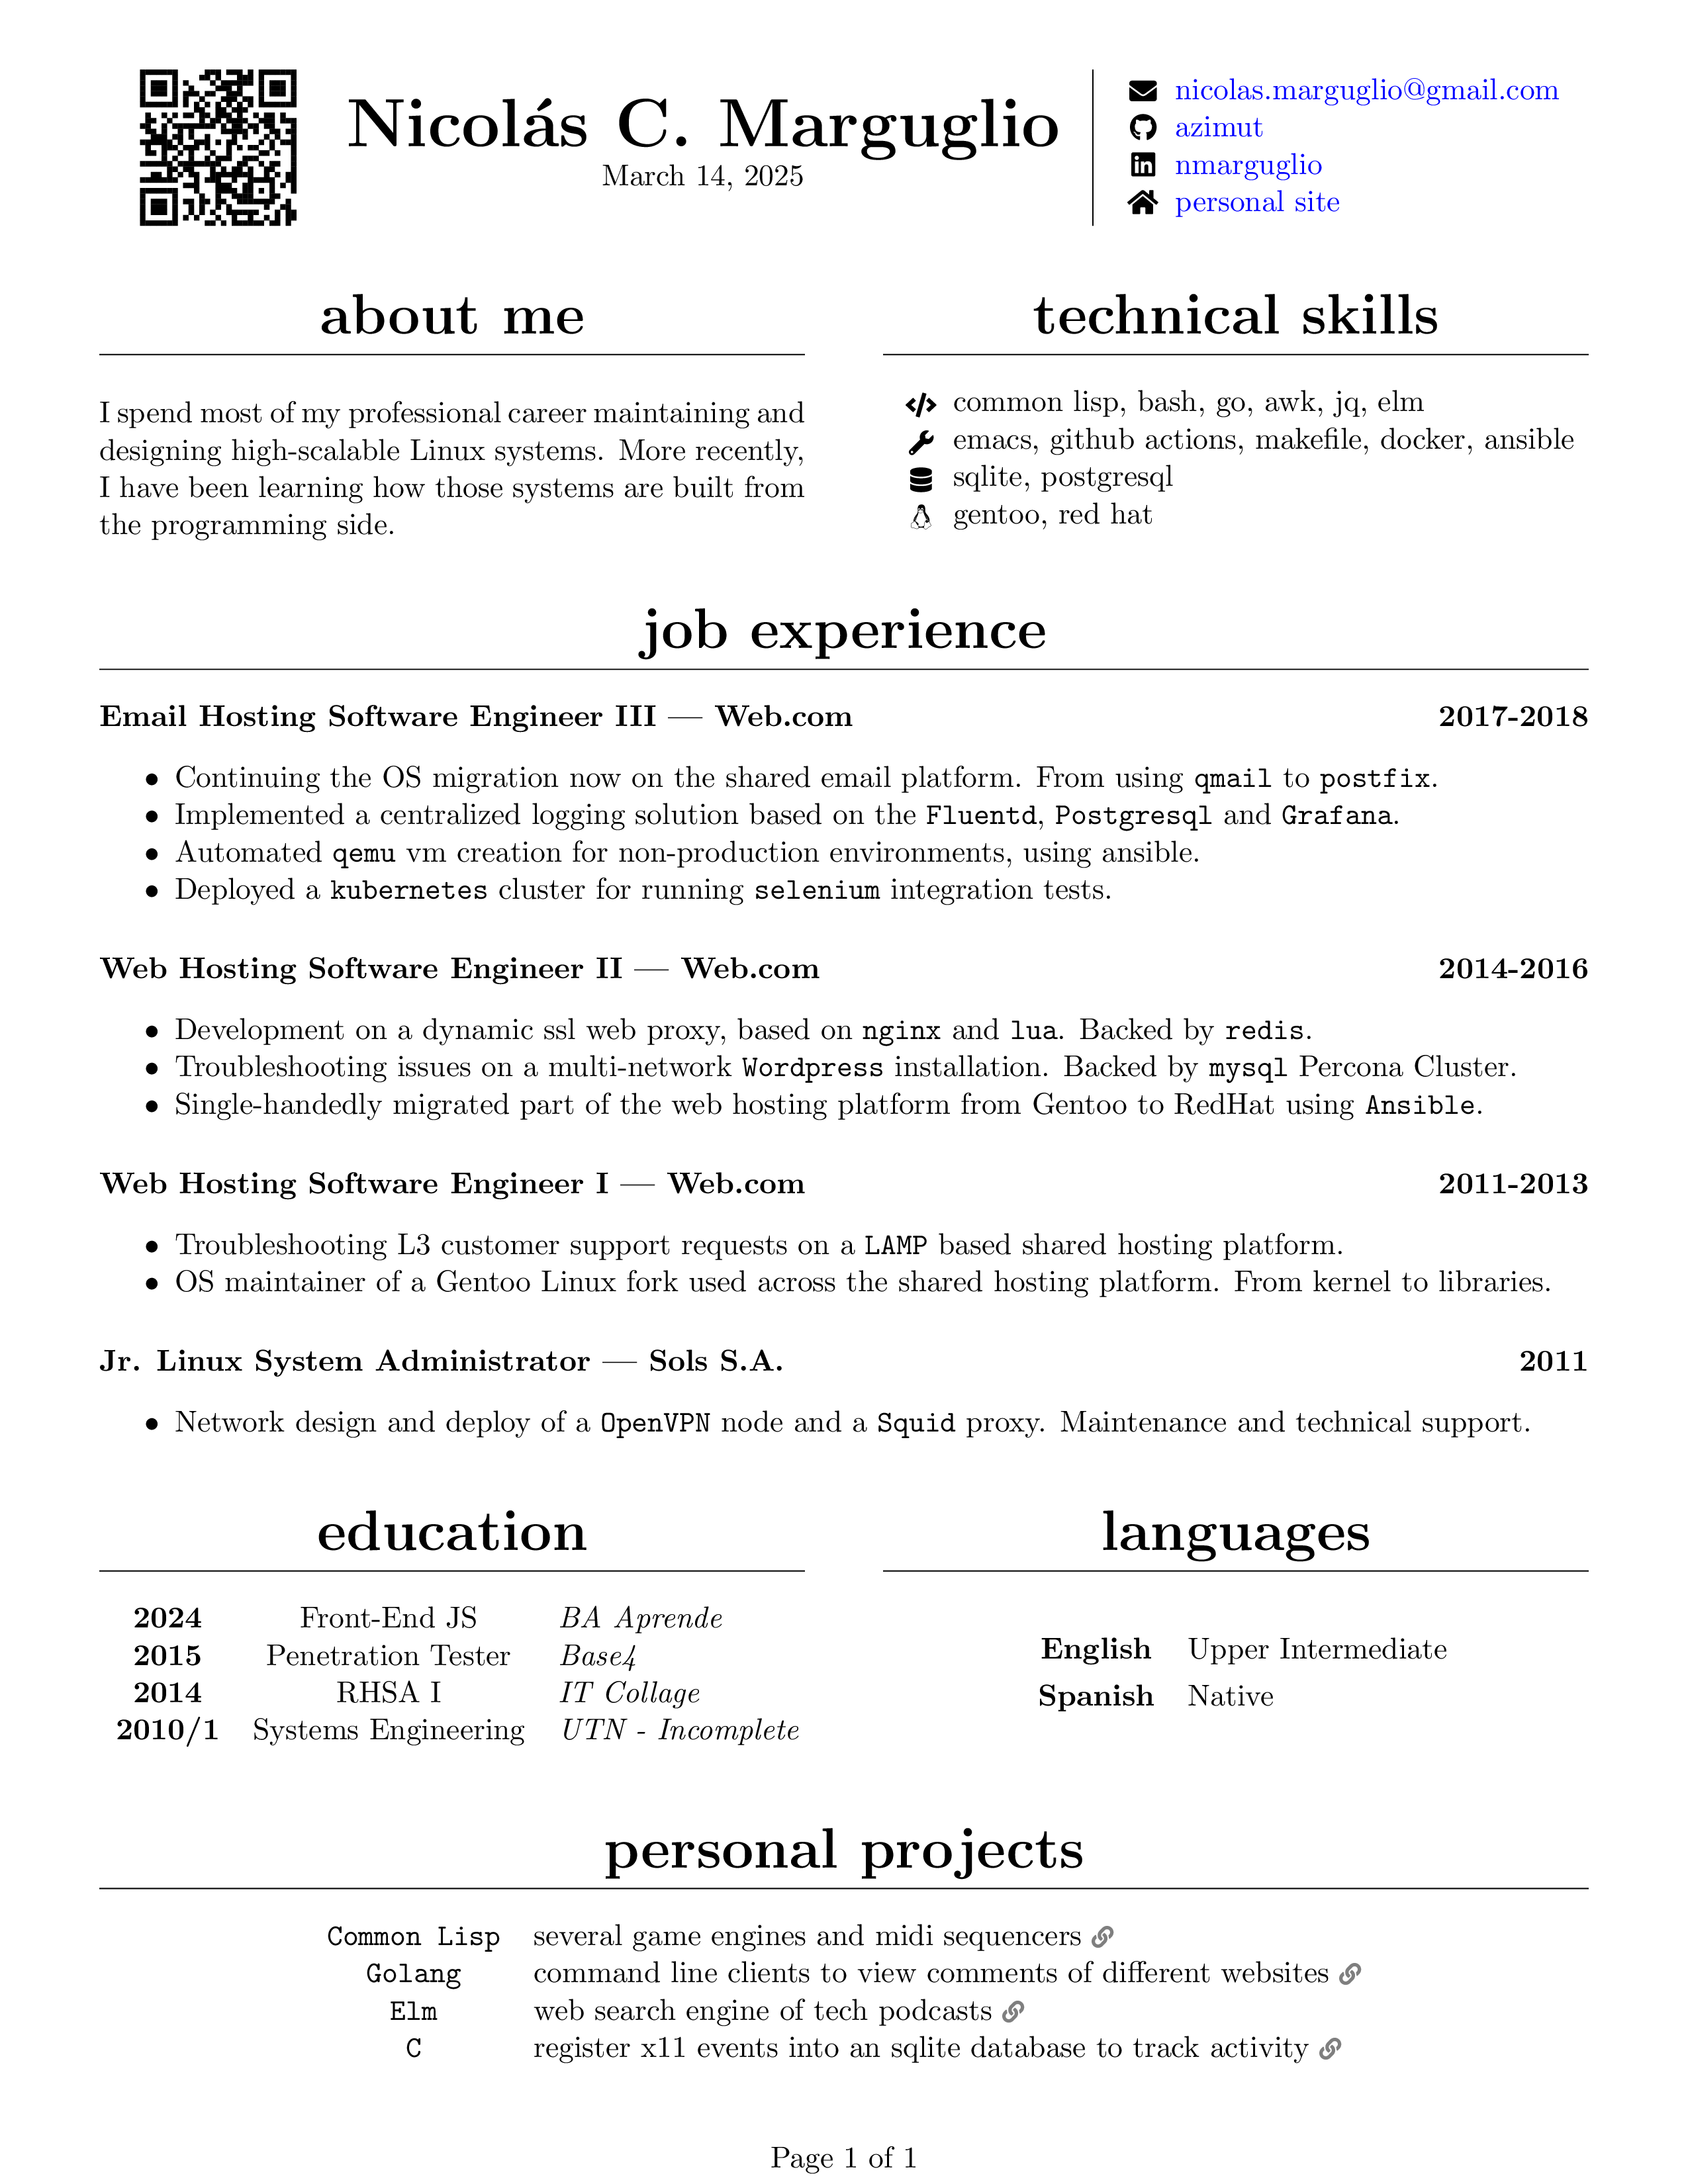 Nicolás C. Marguglio
March 14, 2025
nicolas.marguglio@gmail.com
azimut
nmarguglio
personal site
about me
I spend most of my professional career maintaining and
designing high-scalable Linux systems. More recently,
I have been learning how those systems are built from
the programming side.
technical skills
common lisp, bash, go, awk, jq, elm
emacs, github actions, makefile, docker, ansible
sqlite, postgresql
gentoo, red hat
job experience
Email Hosting Software Engineer III — Web.com 2017-2018
• Continuing the OS migration now on the shared email platform. From using qmail to postfix.
• Implemented a centralized logging solution based on the Fluentd, Postgresql and Grafana.
• Automated qemu vm creation for non-production environments, using ansible.
• Deployed a kubernetes cluster for running selenium integration tests.
Web Hosting Software Engineer II — Web.com 2014-2016
• Development on a dynamic ssl web proxy, based on nginx and lua. Backed by redis.
• Troubleshooting issues on a multi-network Wordpress installation. Backed by mysql Percona Cluster.
• Single-handedly migrated part of the web hosting platform from Gentoo to RedHat using Ansible.
Web Hosting Software Engineer I — Web.com 2011-2013
• Troubleshooting L3 customer support requests on a LAMP based shared hosting platform.
• OS maintainer of a Gentoo Linux fork used across the shared hosting platform. From kernel to libraries.
Jr. Linux System Administrator — Sols S.A. 2011
• Network design and deploy of a OpenVPN node and a Squid proxy. Maintenance and technical support.
education
2024 Front-End JS BA Aprende
2015 Penetration Tester Base4
2014 RHSA I IT Collage
2010/1 Systems Engineering UTN - Incomplete
languages
English Upper Intermediate
Spanish Native
personal projects
Common Lisp several game engines and midi sequencers
Golang command line clients to view comments of different websites
Elm web search engine of tech podcasts
C register x11 events into an sqlite database to track activity
Page 1 of 1